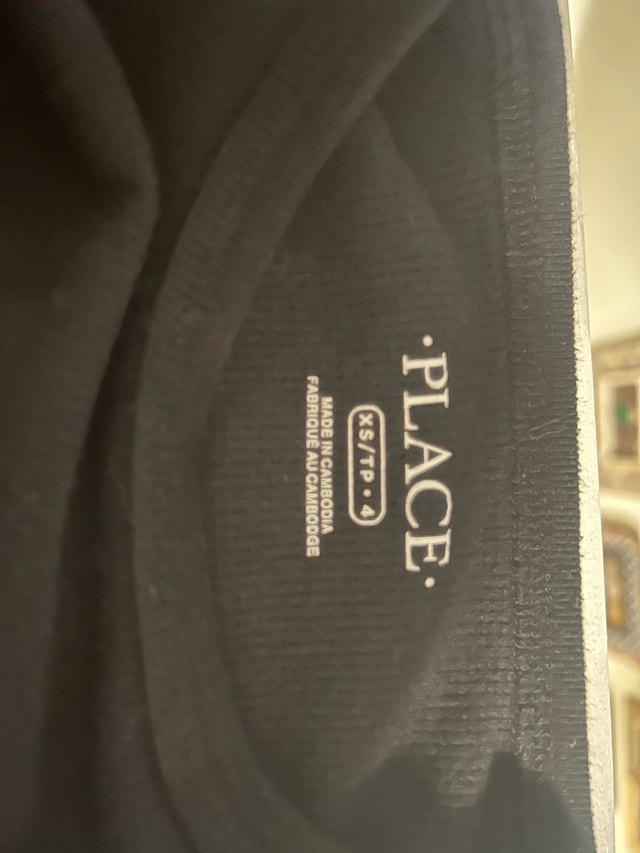 ·PLACE·
XS/TP • 4
MADE IN CAMBODIA
FABRIQUÉ AU CAMBODGE